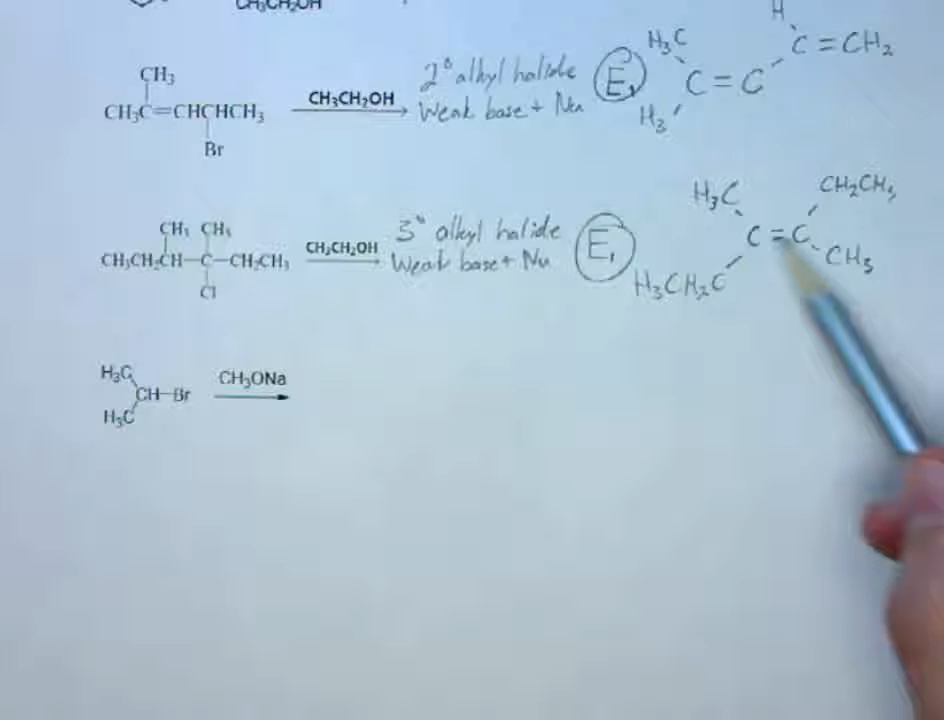 CH₃CH₂OH
CH₃
CH₃C=CHCHCH₃
Br
CH₃CH₂OH
2° alkyl halide
Weak base + Nu
E₁
H₃C
H₃
C=C
H
C=CH₂
CH₃ CH₃
CH₃CH₂CH-C-CH₂CH₃
Cl
CH₃CH₂OH
3° alkyl halide
Weak base + Nu
E₁
H₃C
CH₂CH₃
C=C
H₃CH₂C
CH₃
H₃C
CH-Br
H₃C
CH₃ONa